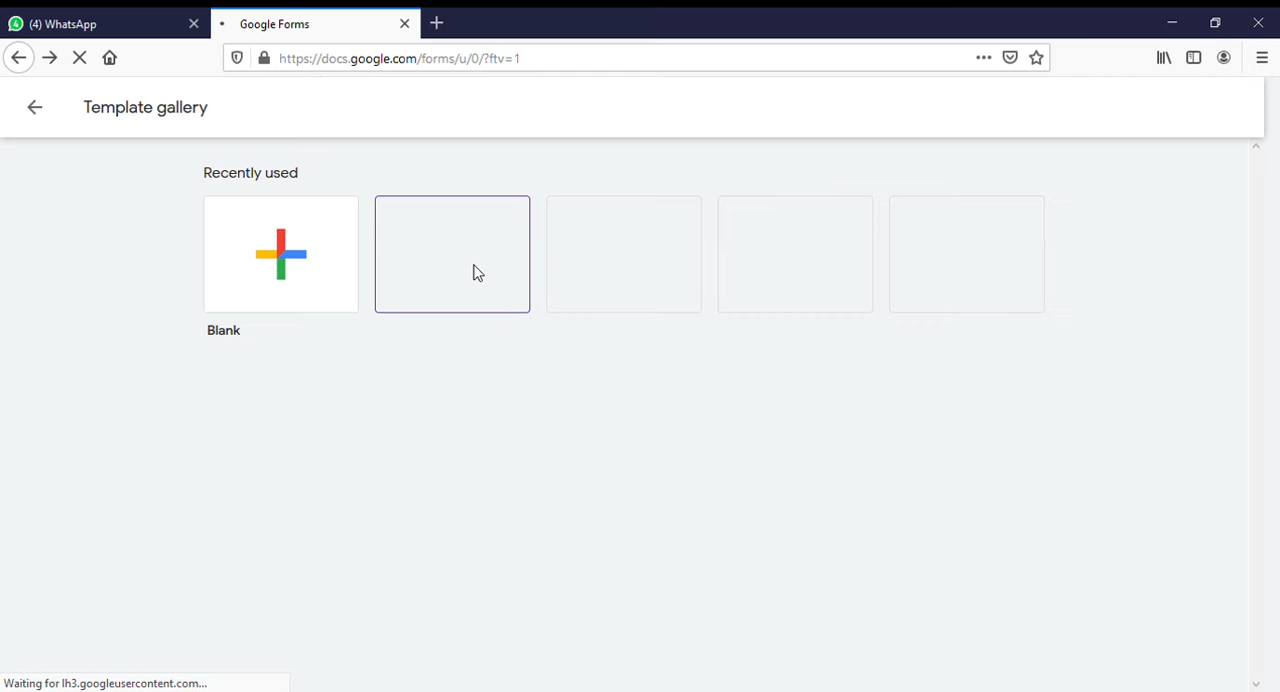 (4) WhatsApp
Google Forms
https://docs.google.com/forms/u/0/?ftv=1
Template gallery
Recently used
Blank
Waiting for lh3.googleusercontent.com...